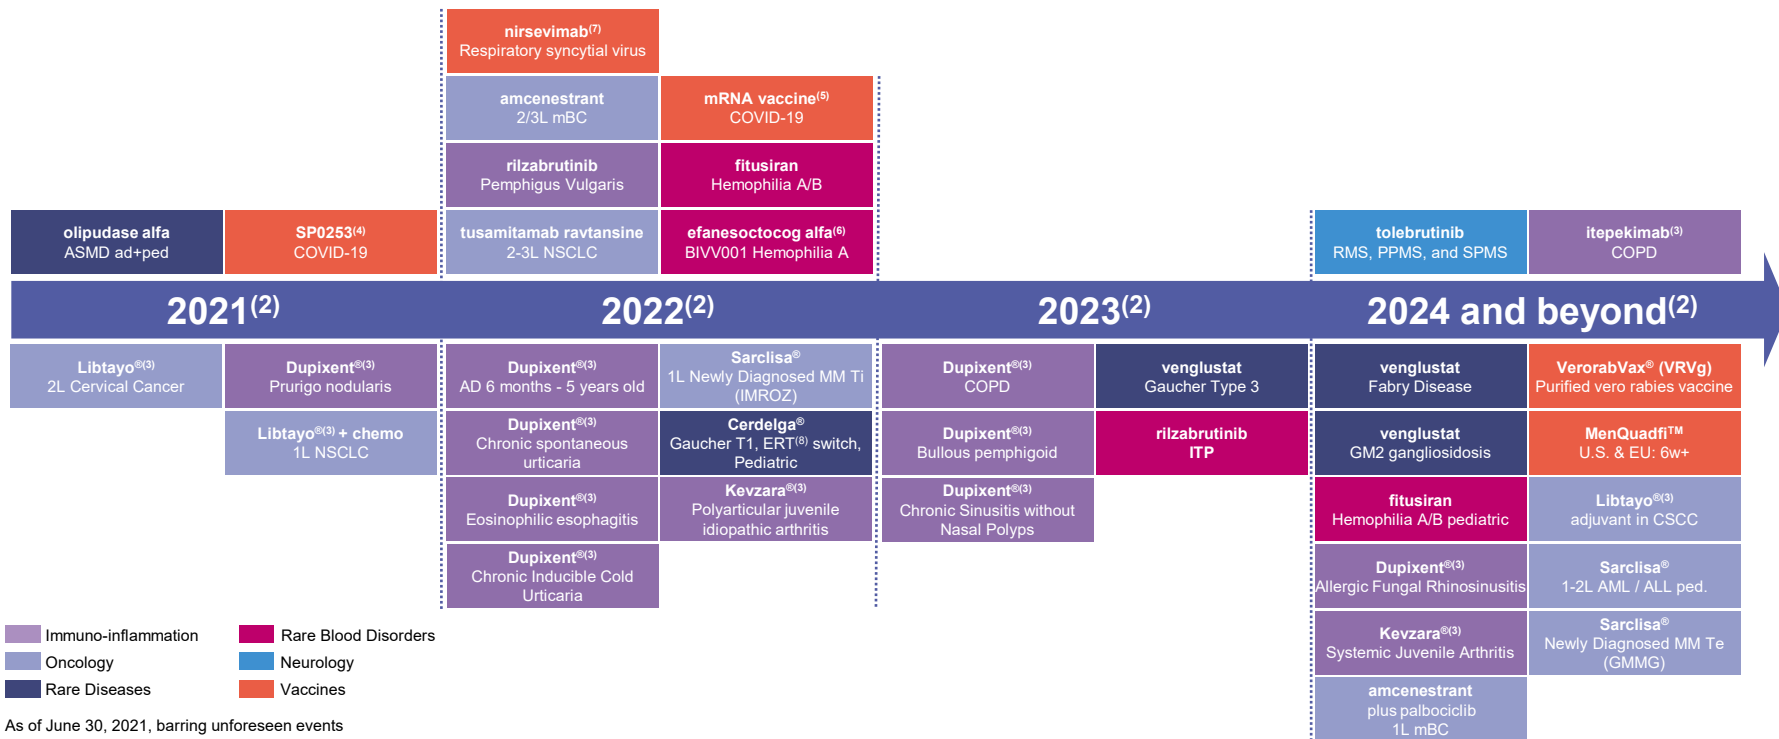 nirsevimab(7)
Respiratory syncytial virus
amcenestrant
2/3L mBC
mRNA vaccine(5)
COVID-19
rilzabrutinib
Pemphigus Vulgaris
fitusiran
Hemophilia A/B
olipudase alfa
ASMD ad+ped
SP0253(4)
COVID-19
tusamitamab ravtansine
2-3L NSCLC
efanesoctocog alfa(6)
BIVV001 Hemophilia A
tolebrutinib
RMS, PPMS, and SPMS
itepekimab(3)
COPD
2021(2)
2022(2)
2023(2)
2024 and beyond(2)
Libtayo®(3)
2L Cervical Cancer
Dupixent®(3)
Prurigo nodularis
Dupixent®(3)
AD 6 months - 5 years old
Sarclisa®
1L Newly Diagnosed MM Ti
(IMROZ)
Dupixent®(3)
COPD
venglustat
Gaucher Type 3
venglustat
Fabry Disease
VerorabVax® (VRVg)
Purified vero rabies vaccine
Libtayo®(3) + chemo
1L NSCLC
Dupixent®(3)
Chronic spontaneous
urticaria
Cerdelga®
Gaucher T1, ERT(8) switch,
Pediatric
Dupixent®(3)
Bullous pemphigoid
rilzabrutinib
ITP
venglustat
GM2 gangliosidosis
MenQuadfi™
U.S. & EU: 6w+
Dupixent®(3)
Eosinophilic esophagitis
Kevzara®(3)
Polyarticular juvenile
idiopathic arthritis
Dupixent®(3)
Chronic Sinusitis without
Nasal Polyps
fitusiran
Hemophilia A/B pediatric
Libtayo®(3)
adjuvant in CSCC
Dupixent®(3)
Chronic Inducible Cold
Urticaria
Dupixent®(3)
Allergic Fungal Rhinosinusitis
Sarclisa®
1-2L AML / ALL ped.
Kevzara®(3)
Systemic Juvenile Arthritis
Sarclisa®
Newly Diagnosed MM Te
(GMMG)
amcenestrant
plus palbociclib
1L mBC
Immuno-inflammation
Oncology
Rare Diseases
Rare Blood Disorders
Neurology
Vaccines
As of June 30, 2021, barring unforeseen events